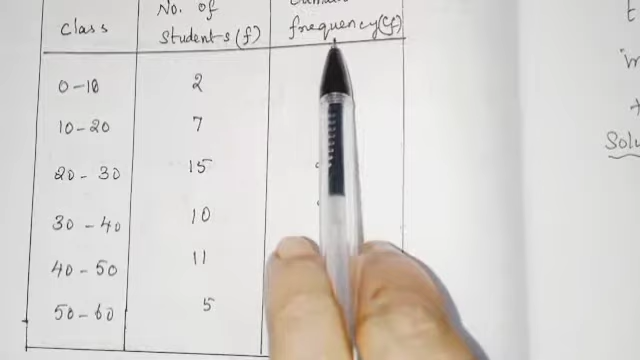 Class
No. of
Students (f)
frequency (cf)
0-10
2
10-20
7
20-30
15
30-40
10
40-50
11
50-60
5
t
Solu